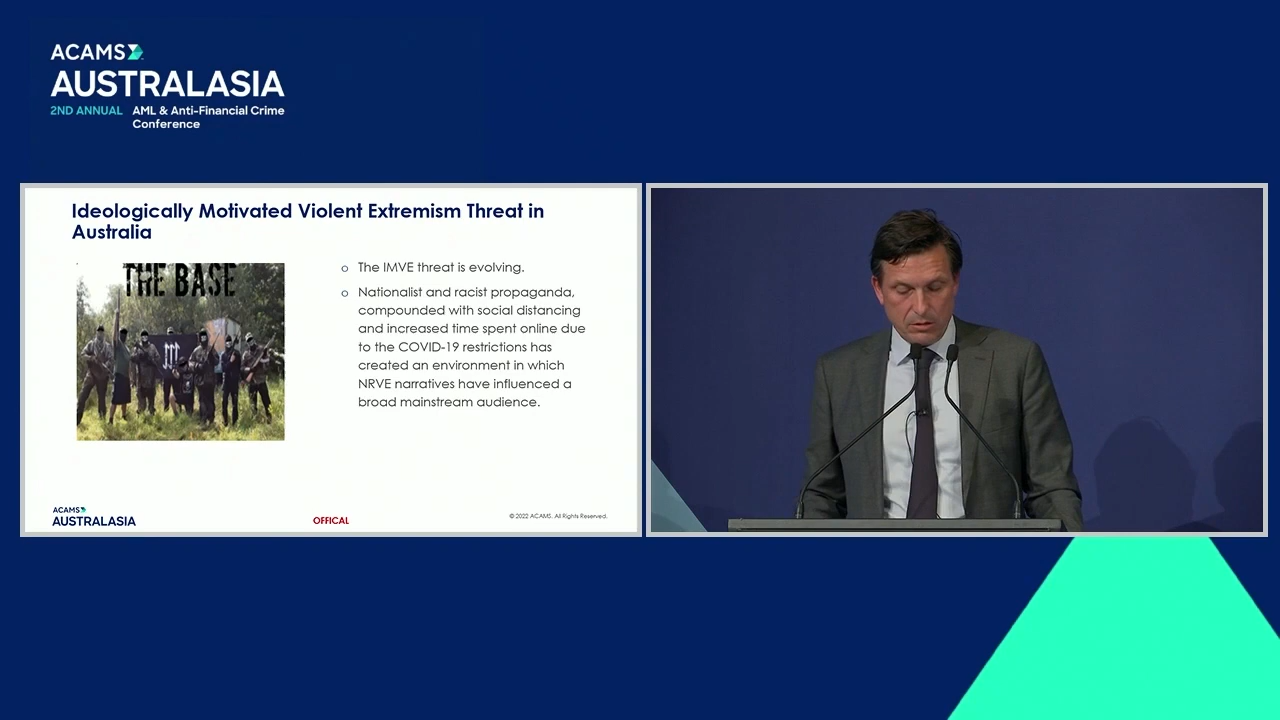 ACAMS
AUSTRALASIA
2ND ANNUAL AML & Anti-Financial Crime
Conference
Ideologically Motivated Violent Extremism Threat in
Australia
THE BASE
The IMVE threat is evolving.
Nationalist and racist propaganda,
compounded with social distancing
and increased time spent online due
to the COVID-19 restrictions has
created an environment in which
NRVE narratives have influenced a
broad mainstream audience.
ACAMS
AUSTRALASIA
OFFICAL
© 2022 ACAMS. All Rights Reserved.